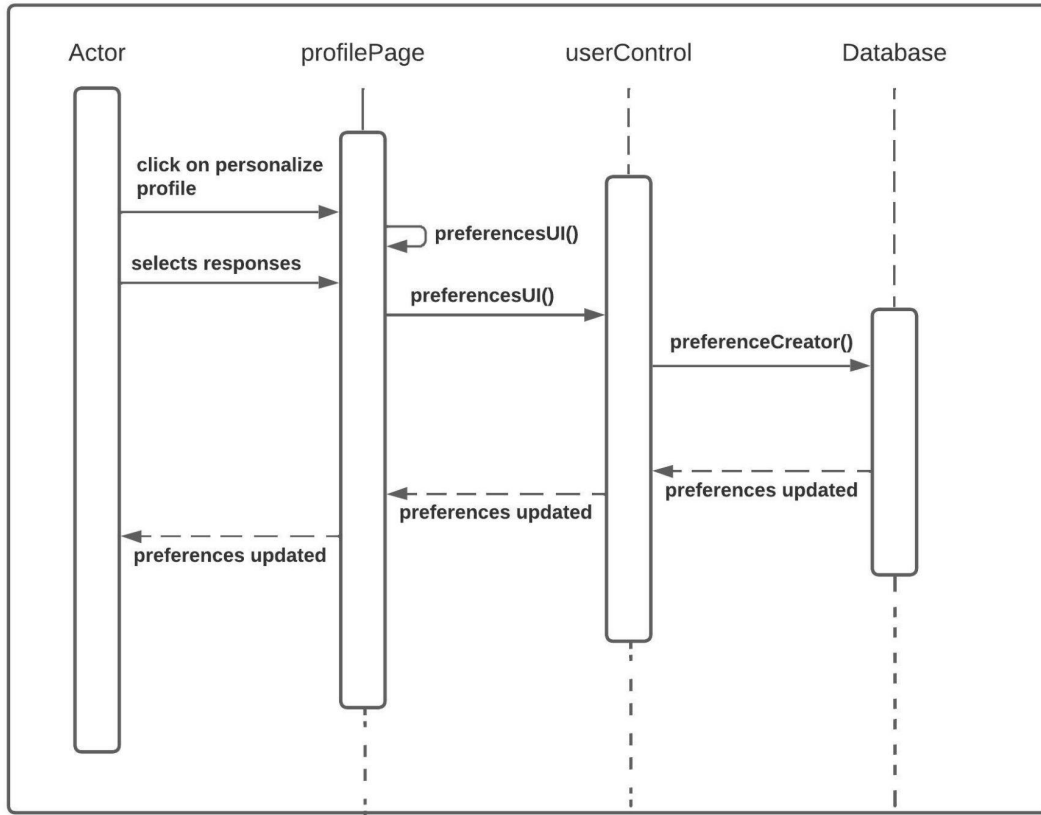 Actor
profilePage
userControl
Database
click on personalize
profile
preferencesUI()
selects responses
preferencesUI()
preferenceCreator()
preferences updated
preferences updated
preferences updated